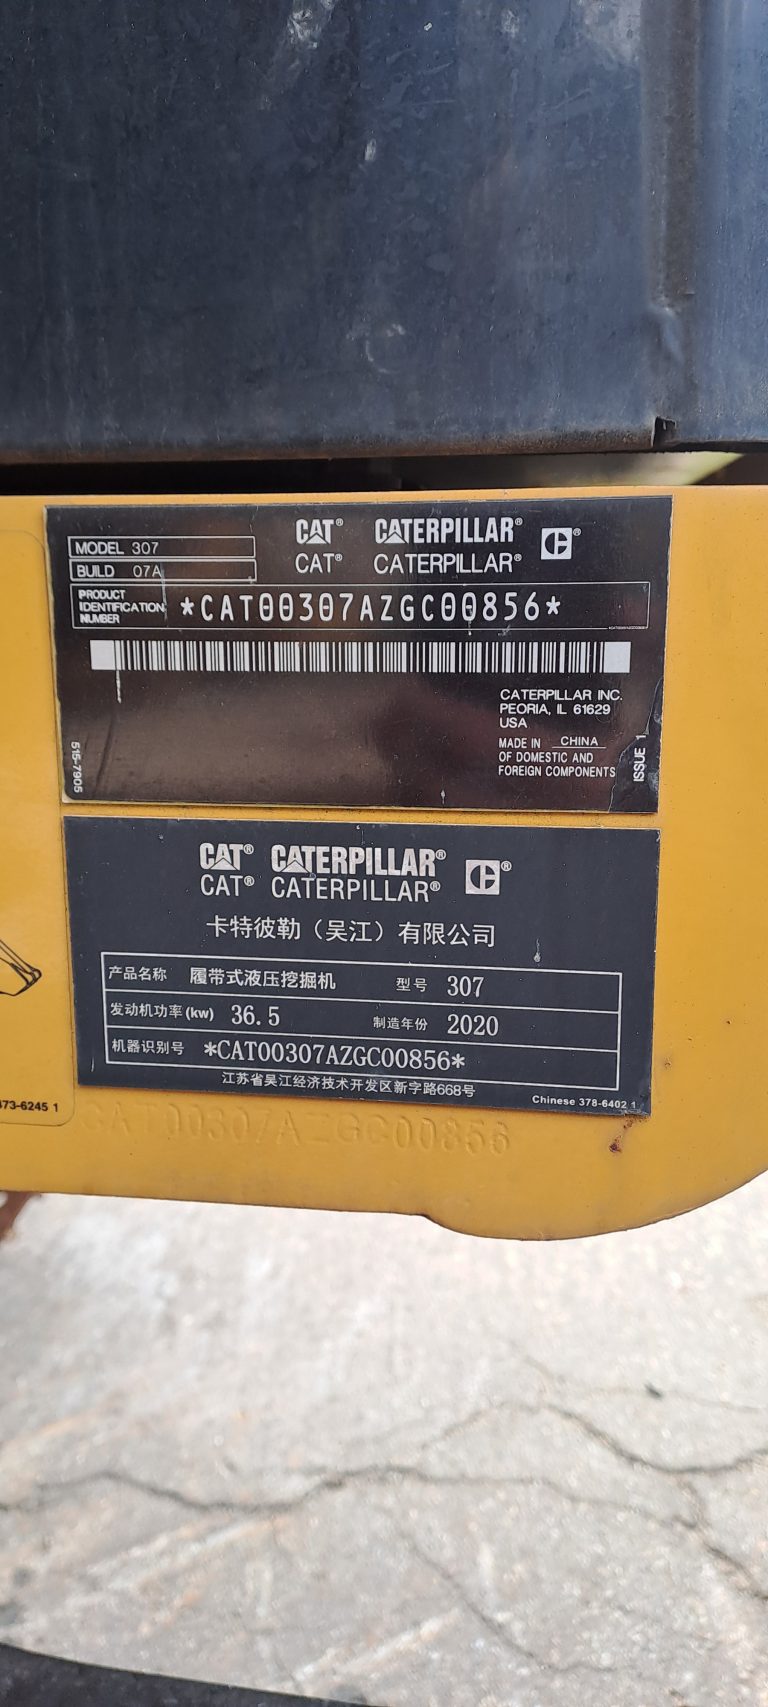 CAT® CATERPILLAR® ®
MODEL 307
CAT® CATERPILLAR®
BUILD 07A
PRODUCT IDENTIFICATION NUMBER *CAT00307AZGC00856*
CATERPILLAR INC.
PEORIA, IL 61629
USA
MADE IN CHINA
OF DOMESTIC AND
FOREIGN COMPONENTS
ISSUE 1
515-7905
CAT® CATERPILLAR® ®
CAT® CATERPILLAR®
卡特彼勒（吴江）有限公司
产品名称 履带式液压挖掘机 型号 307
发动机功率(kw) 36.5 制造年份 2020
机器识别号 *CAT00307AZGC00856*
江苏省吴江经济技术开发区新字路668号
Chinese 378-6402 1
473-6245 1
CAT00307AZGC00856